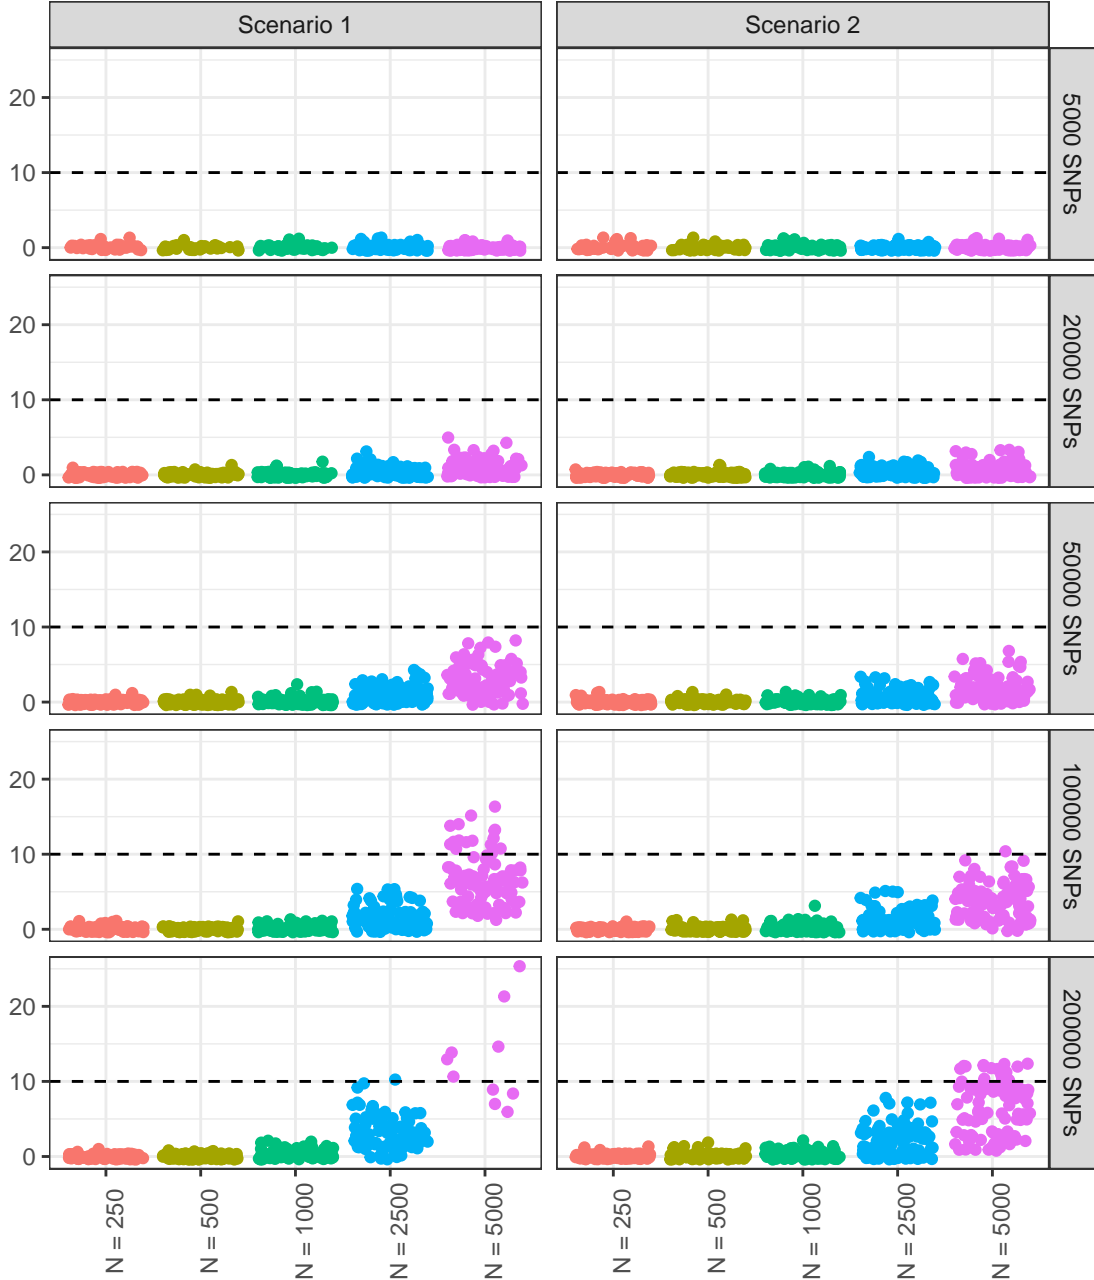 Scenario 1
Scenario 2
20
10
0
5000 SNPs
20
10
0
20000 SNPs
20
10
0
50000 SNPs
20
10
0
100000 SNPs
20
10
0
200000 SNPs
N = 250
N = 500
N = 1000
N = 2500
N = 5000
N = 250
N = 500
N = 1000
N = 2500
N = 5000